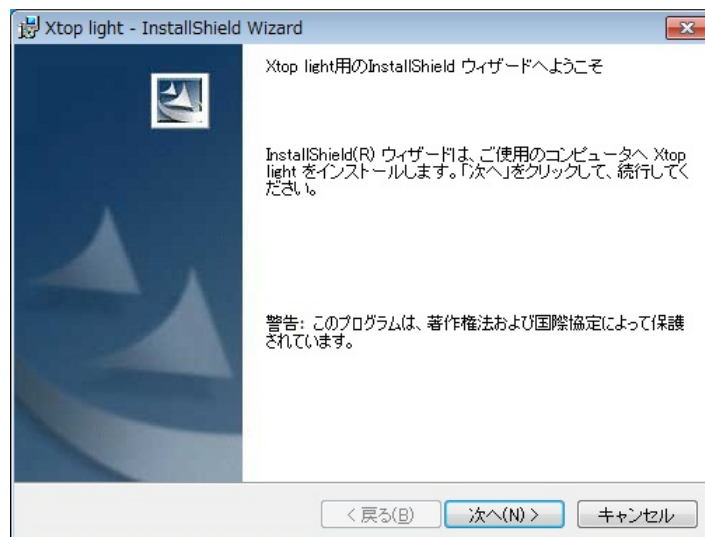 Xtop light - InstallShield Wizard
Xtop light用のInstallShield ウィザードへようこそ
InstallShield(R) ウィザードは、ご使用のコンピュータへ Xtop
light をインストールします。「次へ」をクリックして、続行してく
ださい。
警告: このプログラムは、著作権法および国際協定によって保護
されています。
< 戻る(B)
次へ(N) >
キャンセル